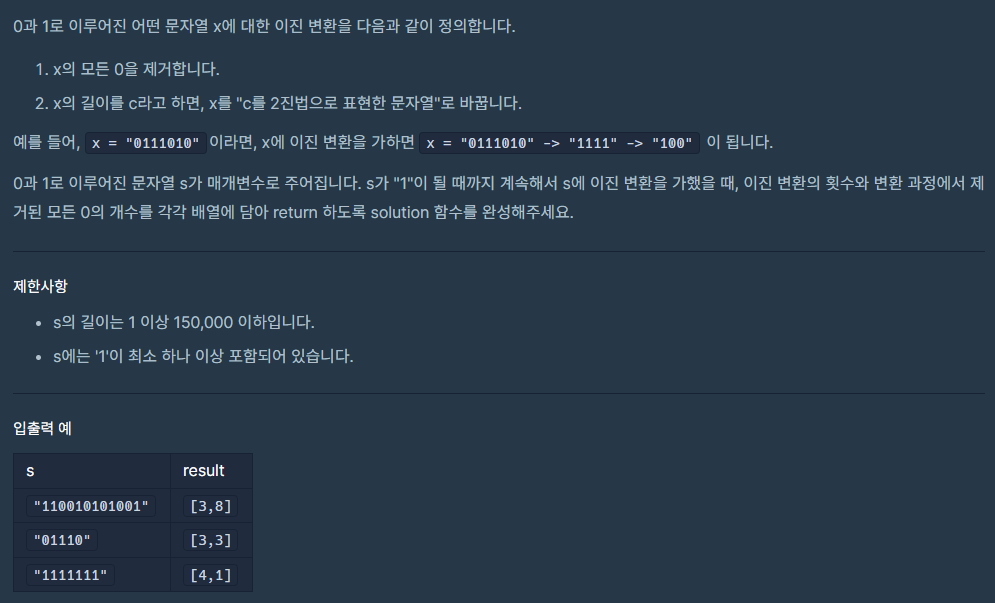 0과 1로 이루어진 어떤 문자열 x에 대한 이진 변환을 다음과 같이 정의합니다.
1. x의 모든 0을 제거합니다.
2. x의 길이를 c라고 하면, x를 "c를 2진법으로 표현한 문자열"로 바꿉니다.
예를 들어, x = "0111010" 이라면, x에 이진 변환을 가하면 x = "0111010" -> "1111" -> "100" 이 됩니다.
0과 1로 이루어진 문자열 s가 매개변수로 주어집니다. s가 "1"이 될 때까지 계속해서 s에 이진 변환을 가했을 때, 이진 변환의 횟수와 변환 과정에서 제
거된 모든 0의 개수를 각각 배열에 담아 return 하도록 solution 함수를 완성해주세요.
제한사항
• s의 길이는 1 이상 150,000 이하입니다.
• s에는 '1'이 최소 하나 이상 포함되어 있습니다.
입출력 예
s result
"110010101001" [3,8]
"01110" [3,3]
"1111111" [4,1]